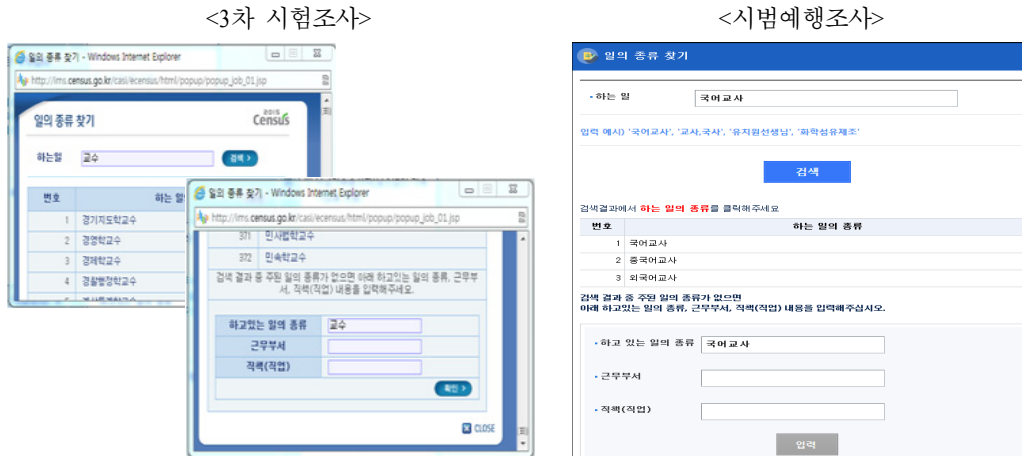 <3차 시험조사>
<시범예행조사>
일의 종류 찾기 - Windows Internet Explorer
http://ims.census.go.kr/casi/ecensus/html/popup/popup_job_01.jsp
일의 종류 찾기
2015
Census
하는일 교수 검색 >
번호 하는 일
1 경기지도학교수
2 경영학교수
3 경제학교수
4 경찰행정학교수
일의 종류 찾기 - Windows Internet Explorer
http://ims.census.go.kr/casi/ecensus/html/popup/popup_job_01.jsp
371 민사법학교수
372 민속학교수
검색 결과 중 주된 일의 종류가 없으면 아래 하고있는 일의 종류, 근무부
서, 직책(직업) 내용을 입력해주세요.
하고있는 일의 종류 교수
근무부서
직책(직업)
확인 >
CLOSE
일의 종류 찾기
하는 일 국어교사
입력 예시) '국어교사', '교사,국사', '유치원선생님', '화학섬유제조'
검색
검색결과에서 하는 일의 종류를 클릭해주세요
번호 하는 일의 종류
1 국어교사
2 중국어교사
3 외국어교사
검색 결과 중 주된 일의 종류가 없으면
아래 하고있는 일의 종류, 근무부서, 직책(직업) 내용을 입력해주십시오.
하고 있는 일의 종류 국어교사
근무부서
직책(직업)
입력